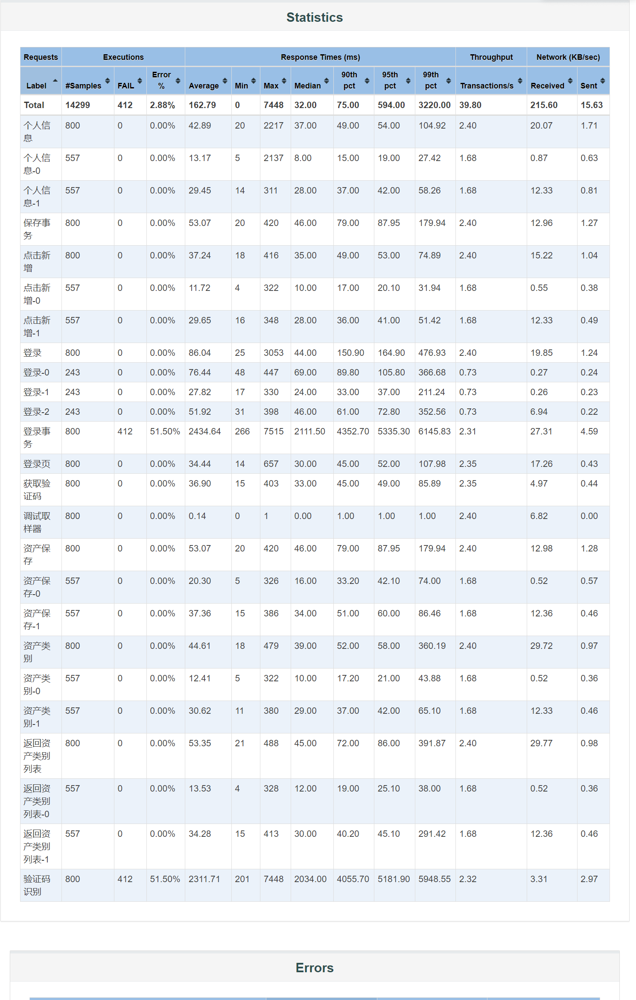 Statistics
Requests Executions Response Times (ms) Throughput Network (KB/sec)
Label #Samples FAIL Error % Average Min Max Median 90th pct 95th pct 99th pct Transactions/s Received Sent
Total 14299 412 2.88% 162.79 0 7448 32.00 75.00 594.00 3220.00 39.80 215.60 15.63
个人信息 800 0 0.00% 42.89 20 2217 37.00 49.00 54.00 104.92 2.40 20.07 1.71
个人信息-0 557 0 0.00% 13.17 5 2137 8.00 15.00 19.00 27.42 1.68 0.87 0.63
个人信息-1 557 0 0.00% 29.45 14 311 28.00 37.00 42.00 58.26 1.68 12.33 0.81
保存事务 800 0 0.00% 53.07 20 420 46.00 79.00 87.95 179.94 2.40 12.96 1.27
点击新增 800 0 0.00% 37.24 18 416 35.00 49.00 53.00 74.89 2.40 15.22 1.04
点击新增-0 557 0 0.00% 11.72 4 322 10.00 17.00 20.10 31.94 1.68 0.55 0.38
点击新增-1 557 0 0.00% 29.65 16 348 28.00 36.00 41.00 51.42 1.68 12.33 0.49
登录 800 0 0.00% 86.04 25 3053 44.00 150.90 164.90 476.93 2.40 19.85 1.24
登录-0 243 0 0.00% 76.44 48 447 69.00 89.80 105.80 366.68 0.73 0.27 0.24
登录-1 243 0 0.00% 27.82 17 330 24.00 33.00 37.00 211.24 0.73 0.26 0.23
登录-2 243 0 0.00% 51.92 31 398 46.00 61.00 72.80 352.56 0.73 6.94 0.22
登录事务 800 412 51.50% 2434.64 266 7515 2111.50 4352.70 5335.30 6145.83 2.31 27.31 4.59
登录页 800 0 0.00% 34.44 14 657 30.00 45.00 52.00 107.98 2.35 17.26 0.43
获取验证码 800 0 0.00% 36.90 15 403 33.00 45.00 49.00 85.89 2.35 4.97 0.44
调试取样器 800 0 0.00% 0.14 0 1 0.00 1.00 1.00 1.00 2.40 6.82 0.00
资产保存 800 0 0.00% 53.07 20 420 46.00 79.00 87.95 179.94 2.40 12.98 1.28
资产保存-0 557 0 0.00% 20.30 5 326 16.00 33.20 42.10 74.00 1.68 0.52 0.57
资产保存-1 557 0 0.00% 37.36 15 386 34.00 51.00 60.00 86.46 1.68 12.36 0.46
资产类别 800 0 0.00% 44.61 18 479 39.00 52.00 58.00 360.19 2.40 29.72 0.97
资产类别-0 557 0 0.00% 12.41 5 322 10.00 17.20 21.00 43.88 1.68 0.52 0.36
资产类别-1 557 0 0.00% 30.62 11 380 29.00 37.00 42.00 65.10 1.68 12.33 0.46
返回资产类别列表 800 0 0.00% 53.35 21 488 45.00 72.00 86.00 391.87 2.40 29.77 0.98
返回资产类别列表-0 557 0 0.00% 13.53 4 328 12.00 19.00 25.10 38.00 1.68 0.52 0.36
返回资产类别列表-1 557 0 0.00% 34.28 15 413 30.00 40.20 45.10 291.42 1.68 12.36 0.46
验证码识别 800 412 51.50% 2311.71 201 7448 2034.00 4055.70 5181.90 5948.55 2.32 3.31 2.97
Errors